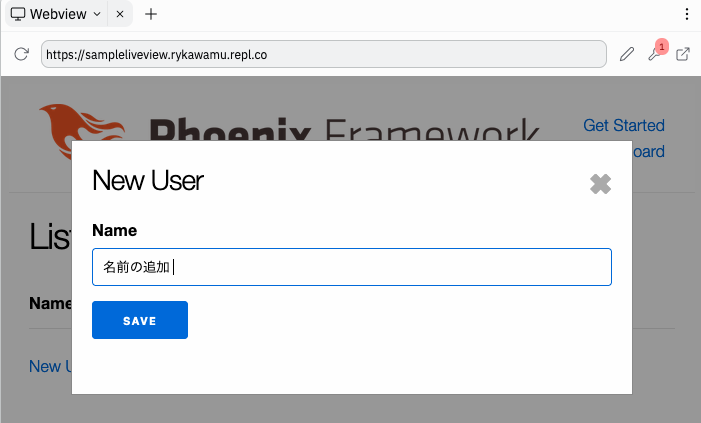 Webview
1
https://sampleliveview.rykawamu.repl.co
Phoenix Framework
Get Started
oard
New User
List
Name
名前の追加
Name
SAVE
New U